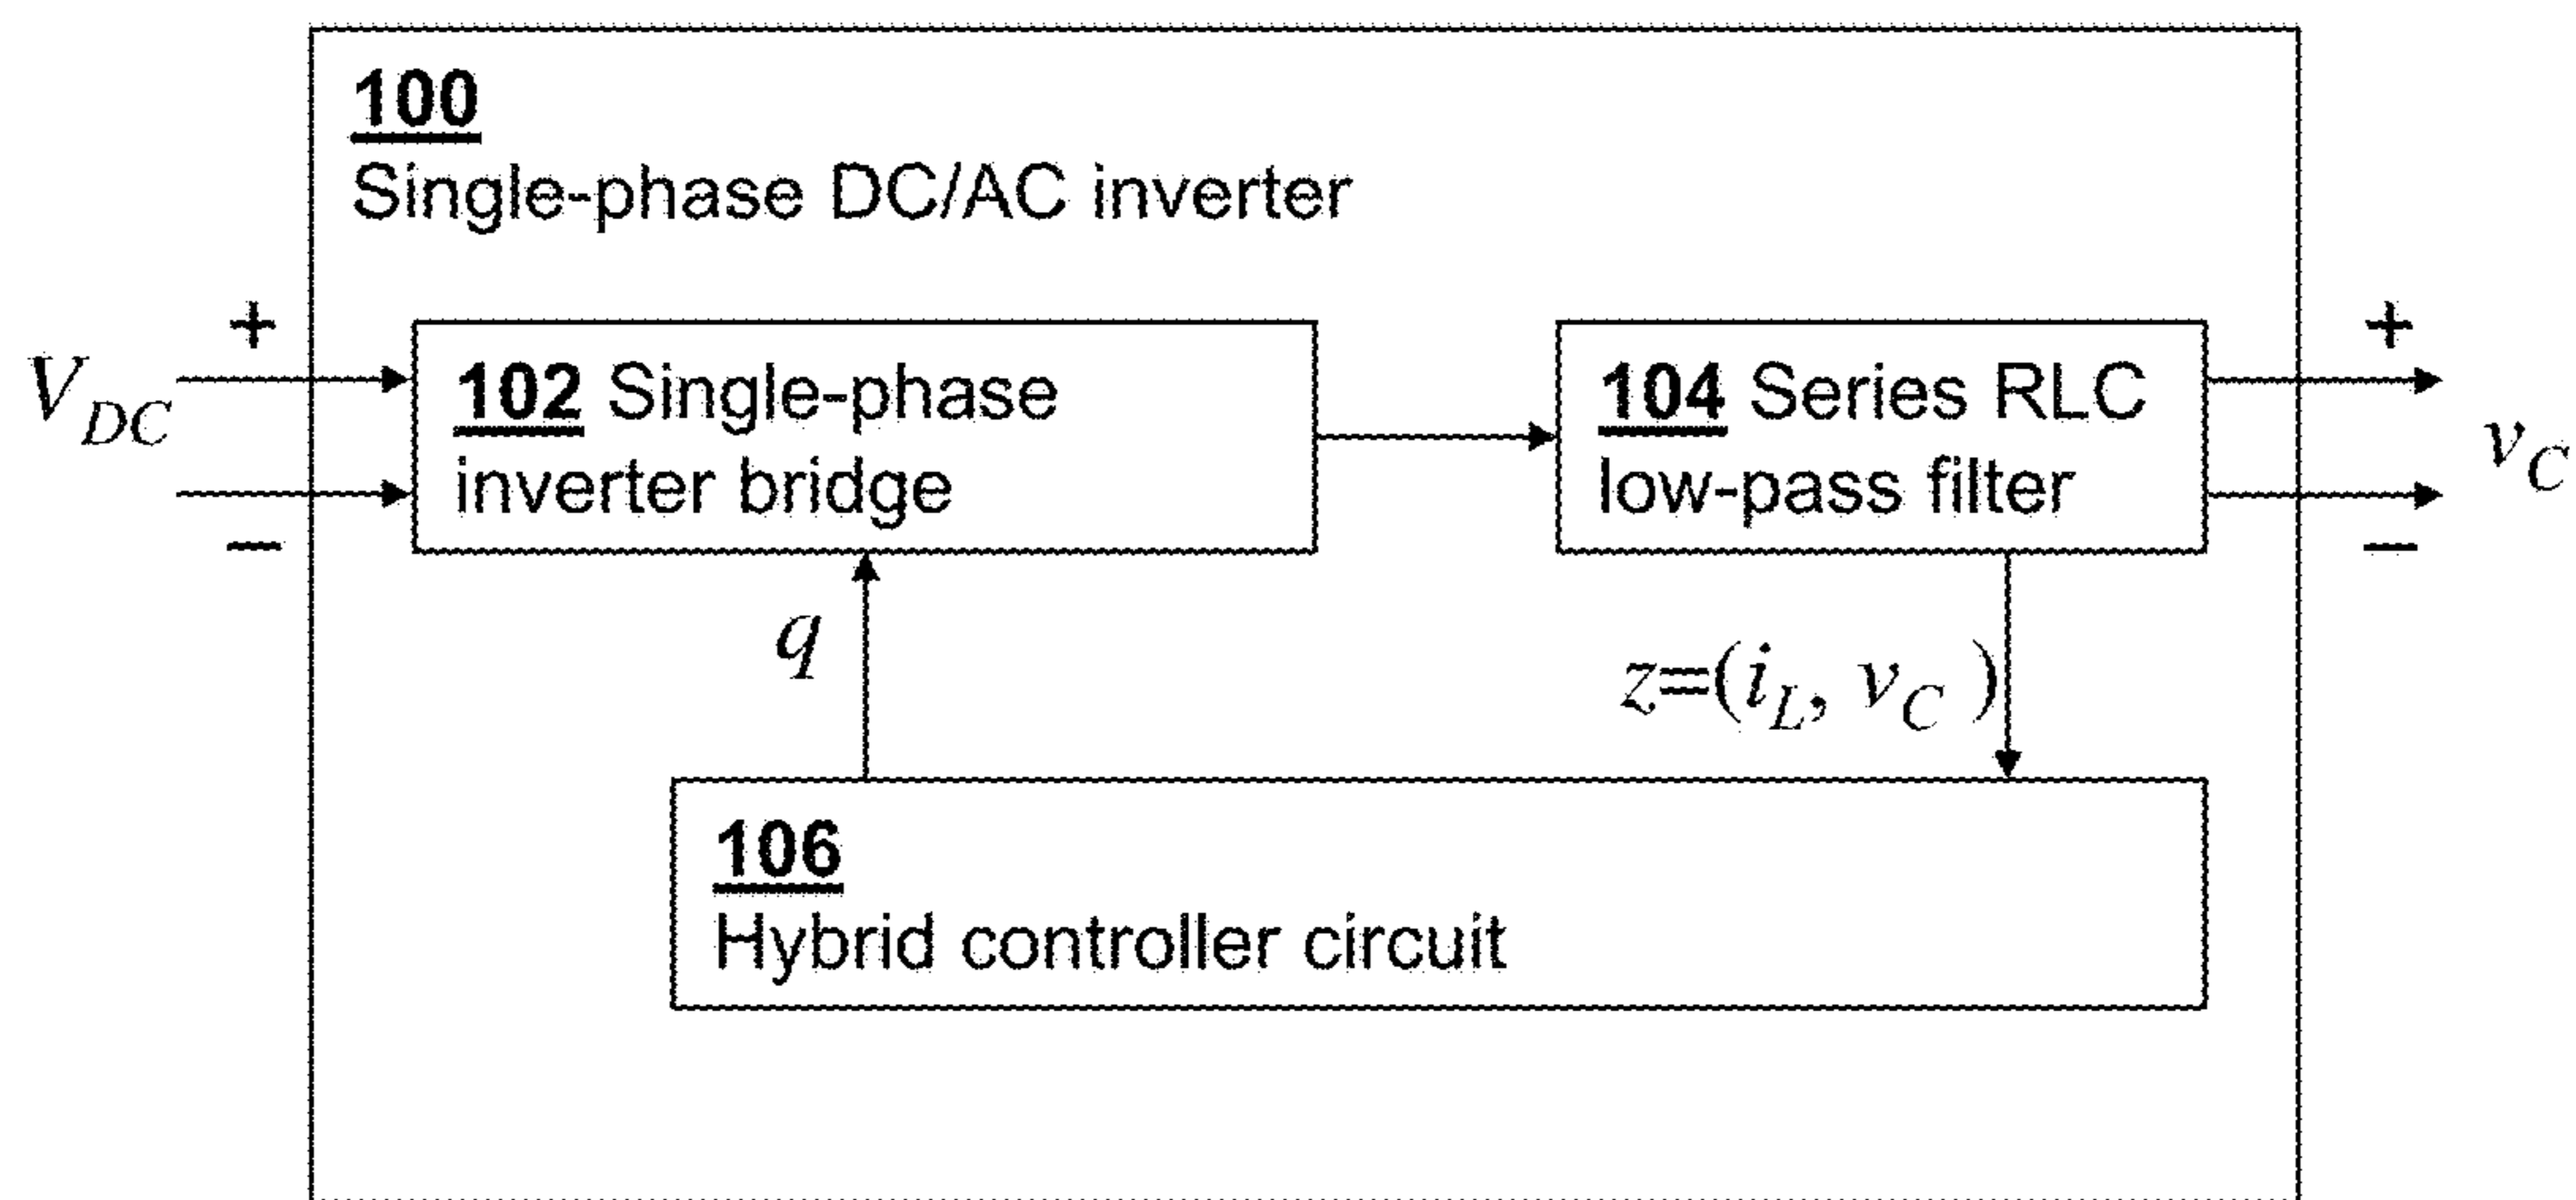 100
Single-phase DC/AC inverter
+
+
V_DC
102 Single-phase
inverter bridge
104 Series RLC
low-pass filter
v_C
−
−
q
z=(i_L, v_C )
106
Hybrid controller circuit